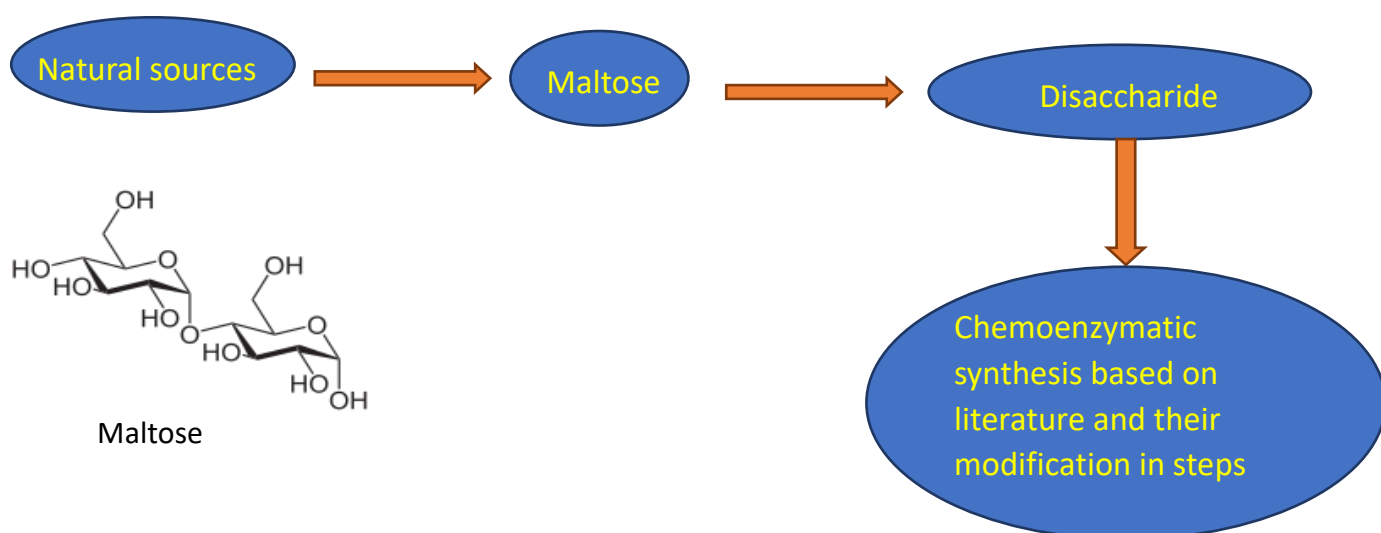 Natural sources
Maltose
Disaccharide
OH
O
HO
HO
HO
O
OH
O
HO
HO
OH
Maltose
Chemoenzymatic
synthesis based on
literature and their
modification in steps